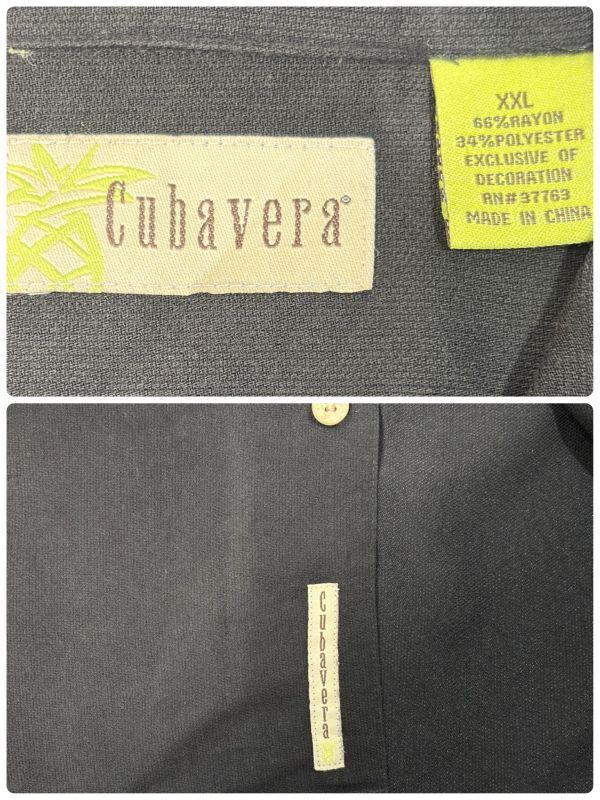 Cubavera®
XXL
66%RAYON
34%POLYESTER
EXCLUSIVE OF
DECORATION
RN#37763
MADE IN CHINA
Cubavera